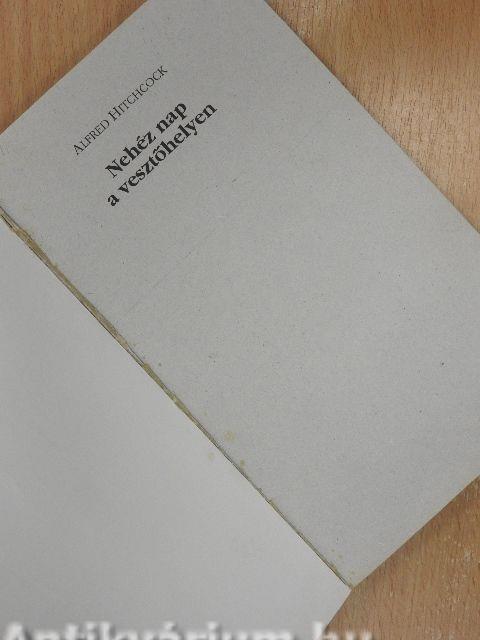 ALFRED HITCHCOCK
Nehéz nap
a vesztőhelyen
Antikvárium.hu